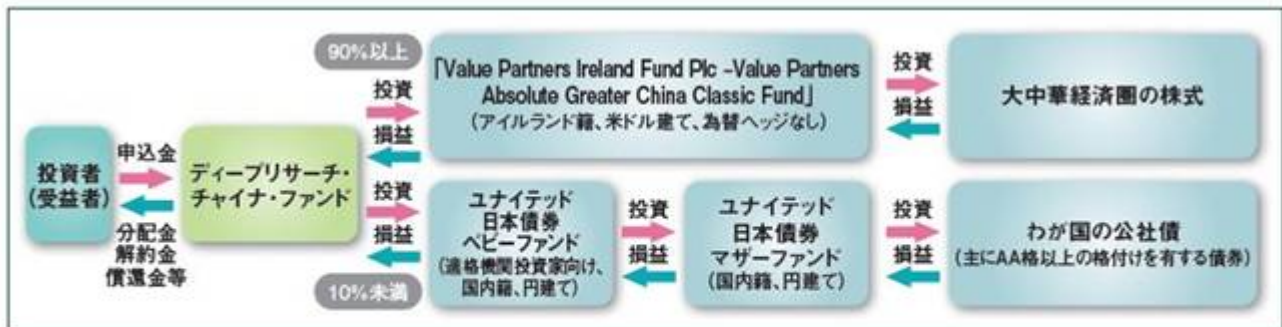 90%以上
投資
損益
「Value Partners Ireland Fund Plc –Value Partners
Absolute Greater China Classic Fund」
(アイルランド籍、米ドル建て、為替ヘッジなし)
投資
損益
大中華経済圏の株式
投資者
(受益者)
申込金
分配金
解約金
償還金等
ディープリサーチ・
チャイナ・ファンド
投資
損益
10%未満
ユナイテッド
日本債券
ベビーファンド
(適格機関投資家向け、
国内籍、円建て)
投資
損益
ユナイテッド
日本債券
マザーファンド
(国内籍、円建て)
投資
損益
わが国の公社債
(主にAA格以上の格付けを有する債券)